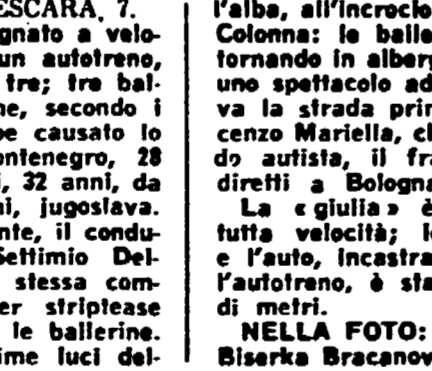 ESCARA, 7.
gnato a velo-
un autotreno,
tre; tre bal-
ne, secondo i
be causato lo
ontenegro, 28
i, 32 anni, da
ni, jugoslava.
nte, il condu-
Settimio Del-
stessa com-
er striptease
le ballerine.
ime luci del-
l'alba, all'incrocio
Colonna: le balle
tornando in alberg
uno spettacolo ad
va la strada prin
cenzo Mariella, ch
do autista, il fra
diretti a Bologna
La « giulia » è
tutta velocità; l
e l'auto, incastra
l'autotreno, è sta
di metri.
NELLA FOTO:
Biserka Bracanov